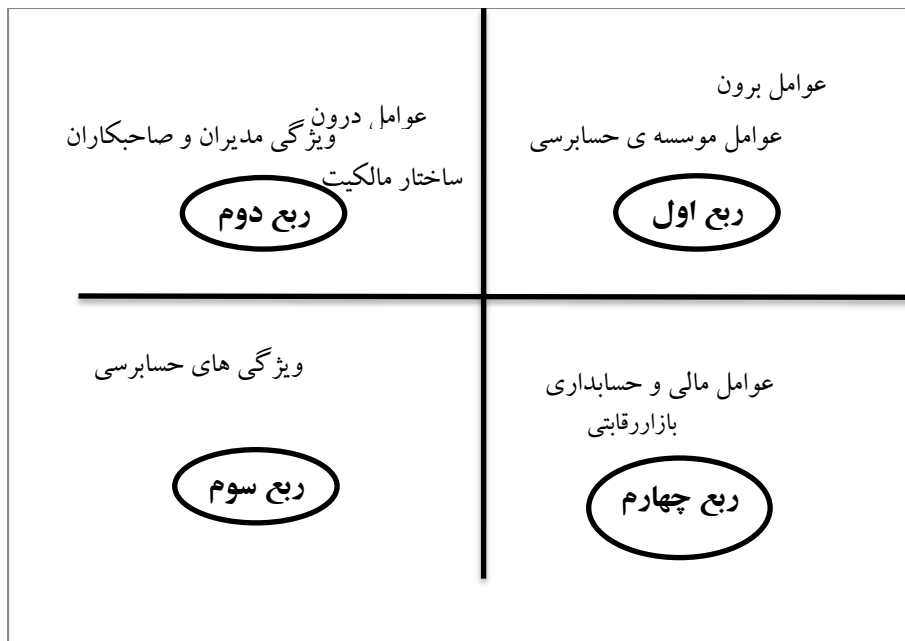 عوامل برون
عوامل موسسه ی حسابرسی
ربع اول
عوامل درون
ویژگی مدیران و صاحبکاران
ساختار مالکیت
ربع دوم
ویژگی های حسابرسی
ربع سوم
عوامل مالی و حسابداری
بازاررقابتی
ربع چهارم